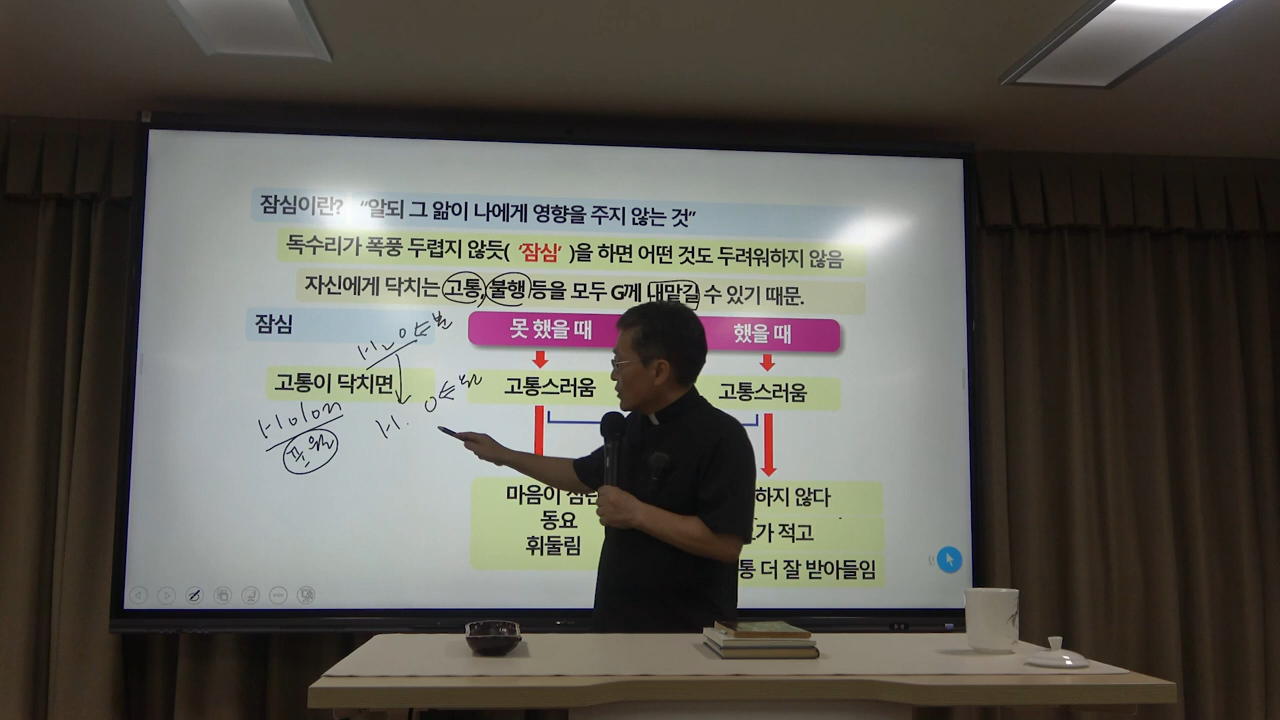 잠심이란? “알되 그 앎이 나에게 영향을 주지 않는 것”
독수리가 폭풍 두렵지 않듯( ‘잠심’ )을 하면 어떤 것도 두려워하지 않음
자신에게 닥치는 고통, 불행 등을 모두 G께 내맡길 수 있기 때문.
잠심 못 했을 때 했을 때
H2O
고통이 닥치면 고통스러움 고통스러움
Holon
H. O
마음이 하지 않다
동요 가 적고
휘둘림 통 더 잘 받아들임